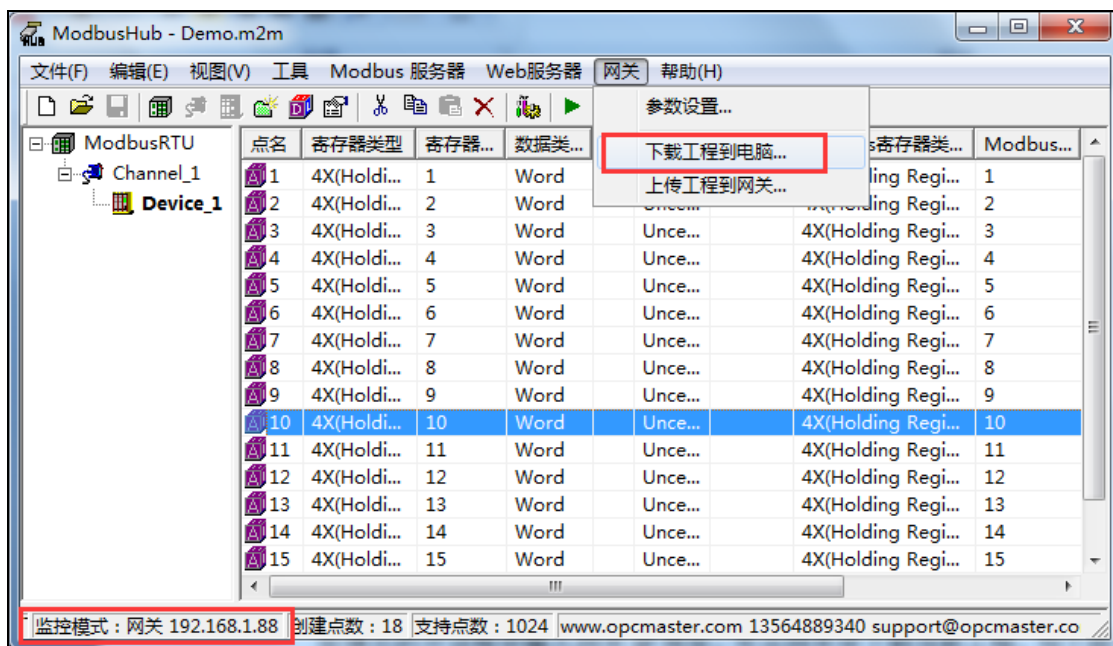 ModbusHub - Demo.m2m
文件(F) 编辑(E) 视图(V) 工具 Modbus 服务器 Web服务器 网关 帮助(H)
参数设置...
下载工程到电脑...
上传工程到网关...
ModbusRTU
Channel_1
Device_1
点名 寄存器类型 寄存器... 数据类... s寄存器类... Modbus...
1 4X(Holdi... 1 Word ding Regi... 1
2 4X(Holdi... 2 Word Unce... 4X(Holding Regi... 2
3 4X(Holdi... 3 Word Unce... 4X(Holding Regi... 3
4 4X(Holdi... 4 Word Unce... 4X(Holding Regi... 4
5 4X(Holdi... 5 Word Unce... 4X(Holding Regi... 5
6 4X(Holdi... 6 Word Unce... 4X(Holding Regi... 6
7 4X(Holdi... 7 Word Unce... 4X(Holding Regi... 7
8 4X(Holdi... 8 Word Unce... 4X(Holding Regi... 8
9 4X(Holdi... 9 Word Unce... 4X(Holding Regi... 9
10 4X(Holdi... 10 Word Unce... 4X(Holding Regi... 10
11 4X(Holdi... 11 Word Unce... 4X(Holding Regi... 11
12 4X(Holdi... 12 Word Unce... 4X(Holding Regi... 12
13 4X(Holdi... 13 Word Unce... 4X(Holding Regi... 13
14 4X(Holdi... 14 Word Unce... 4X(Holding Regi... 14
15 4X(Holdi... 15 Word Unce... 4X(Holding Regi... 15
监控模式：网关 192.168.1.88 创建点数：18 支持点数：1024 www.opcmaster.com 13564889340 support@opcmaster.co